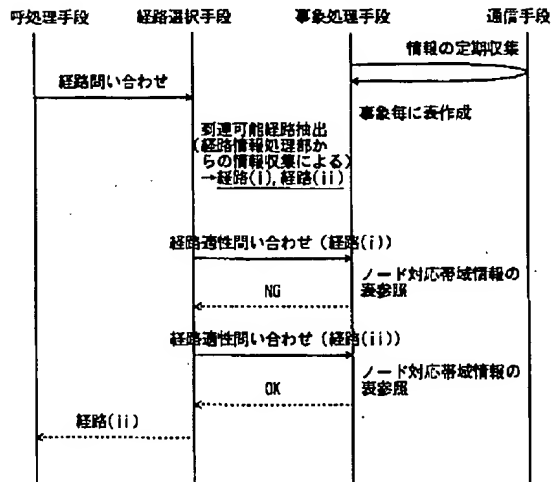 呼処理手段
経路選択手段
事象処理手段
通信手段
情報の定期収集
経路問い合わせ
事象毎に表作成
到達可能経路抽出
(経路情報処理部か
らの情報収集による)
→経路(i),経路(ii)
経路適性問い合わせ(経路(i))
ノード対応帯域情報の
表参照
NG
経路適性問い合わせ(経路(ii))
ノード対応帯域情報の
表参照
OK
経路(ii)